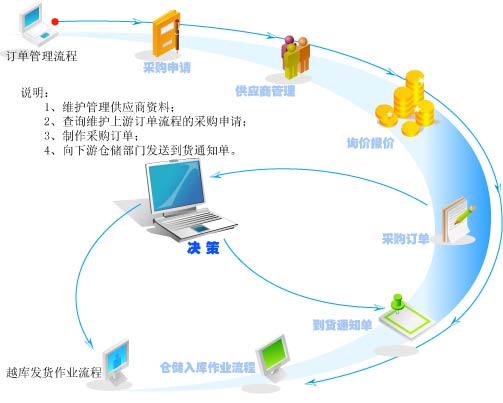 订单管理流程
采购申请
供应商管理
询价报价
说明：
1、维护管理供应商资料；
2、查询维护上游订单流程的采购申请；
3、制作采购订单；
4、向下游仓储部门发送到货通知单。
采购订单
决策
到货通知单
仓储入库作业流程
越库发货作业流程